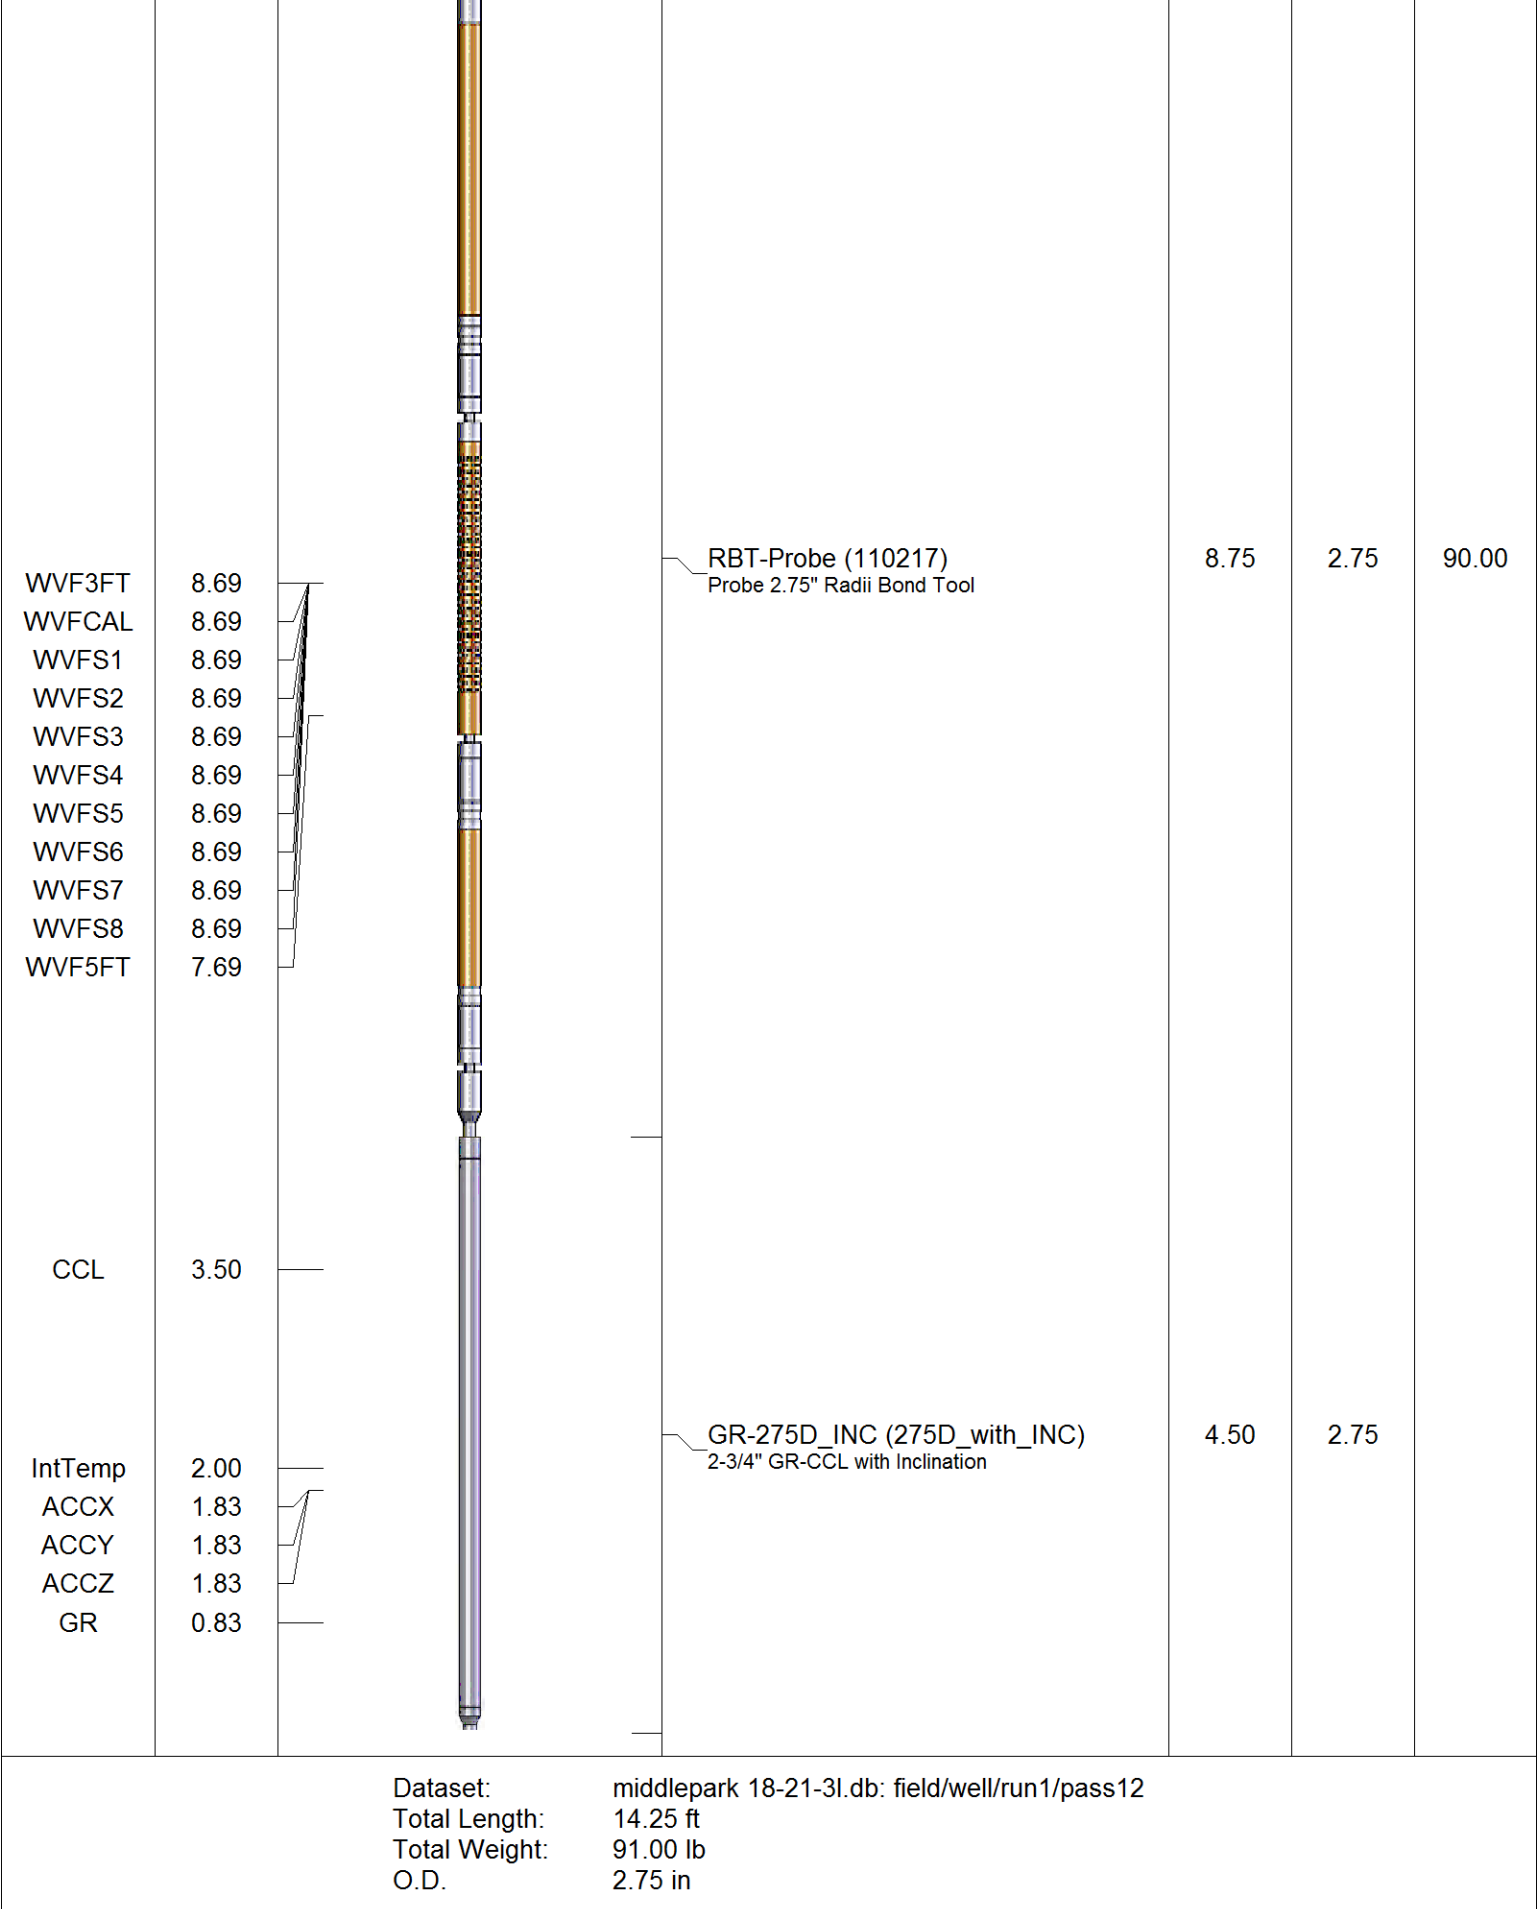 RBT-Probe (110217) 8.75 2.75 90.00
Probe 2.75" Radii Bond Tool
WVF3FT 8.69
WVFCAL 8.69
WVFS1 8.69
WVFS2 8.69
WVFS3 8.69
WVFS4 8.69
WVFS5 8.69
WVFS6 8.69
WVFS7 8.69
WVFS8 8.69
WVF5FT 7.69
CCL 3.50
GR-275D_INC (275D_with_INC) 4.50 2.75
2-3/4" GR-CCL with Inclination
IntTemp 2.00
ACCX 1.83
ACCY 1.83
ACCZ 1.83
GR 0.83
Dataset: middlepark 18-21-3l.db: field/well/run1/pass12
Total Length: 14.25 ft
Total Weight: 91.00 lb
O.D. 2.75 in